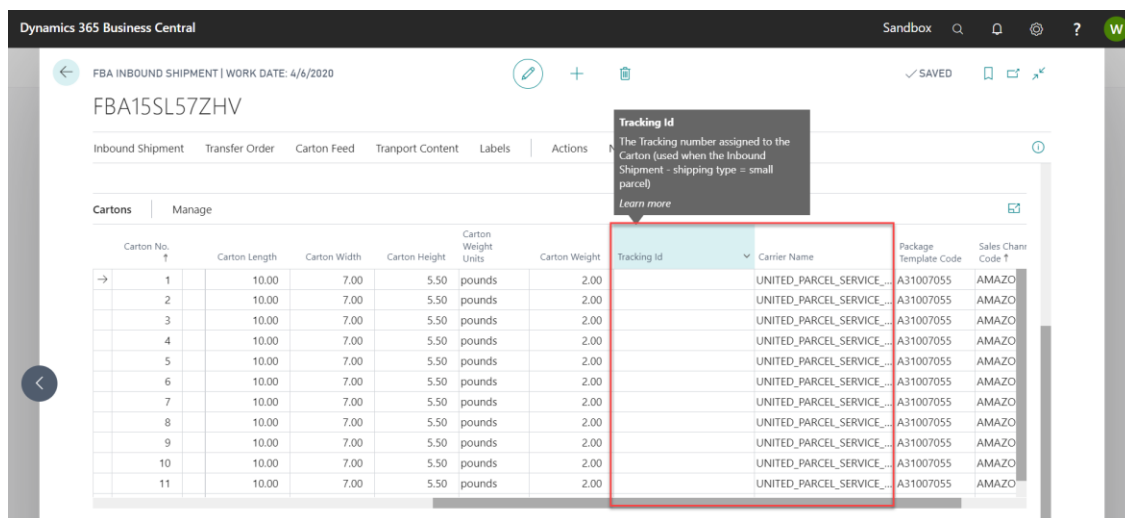 Dynamics 365 Business Central
Sandbox
?
W
FBA INBOUND SHIPMENT | WORK DATE: 4/6/2020
✓ SAVED
FBA15SL57ZHV
Tracking Id
The Tracking number assigned to the
Carton (used when the Inbound
Shipment - shipping type = small
parcel)
Learn more
Inbound Shipment Transfer Order Carton Feed Tranport Content Labels Actions N
Cartons Manage
Carton No. ↑ Carton Length Carton Width Carton Height Carton Weight Units Carton Weight Tracking Id Carrier Name Package Template Code Sales Chann Code ↑
→ 1 10.00 7.00 5.50 pounds 2.00 UNITED_PARCEL_SERVICE_... A31007055 AMAZO
2 10.00 7.00 5.50 pounds 2.00 UNITED_PARCEL_SERVICE_... A31007055 AMAZO
3 10.00 7.00 5.50 pounds 2.00 UNITED_PARCEL_SERVICE_... A31007055 AMAZO
4 10.00 7.00 5.50 pounds 2.00 UNITED_PARCEL_SERVICE_... A31007055 AMAZO
5 10.00 7.00 5.50 pounds 2.00 UNITED_PARCEL_SERVICE_... A31007055 AMAZO
6 10.00 7.00 5.50 pounds 2.00 UNITED_PARCEL_SERVICE_... A31007055 AMAZO
7 10.00 7.00 5.50 pounds 2.00 UNITED_PARCEL_SERVICE_... A31007055 AMAZO
8 10.00 7.00 5.50 pounds 2.00 UNITED_PARCEL_SERVICE_... A31007055 AMAZO
9 10.00 7.00 5.50 pounds 2.00 UNITED_PARCEL_SERVICE_... A31007055 AMAZO
10 10.00 7.00 5.50 pounds 2.00 UNITED_PARCEL_SERVICE_... A31007055 AMAZO
11 10.00 7.00 5.50 pounds 2.00 UNITED_PARCEL_SERVICE_... A31007055 AMAZO